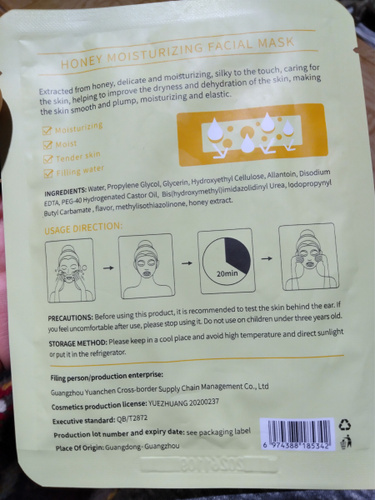 HONEY MOISTURIZING FACIAL MASK
Extracted from honey, delicate and moisturizing, silky to the touch, caring for
the skin, helping to improve the dryness and dehydration of the skin, making
the skin smooth and plump, moisturizing and elastic.
Moisturizing
Moist
Tender skin
Filling water
INGREDIENTS: Water, Propylene Glycol, Glycerin, Hydroxyethyl Cellulose, Allantoin, Disodium
EDTA, PEG-40 Hydrogenated Castor Oil, Bis(hydroxymethyl)imidazolidinyl Urea, Iodopropynyl
Butyl Carbamate , flavor, methylisothiazolinone, honey extract.
USAGE DIRECTION:
20min
PRECAUTIONS: Before using this product, it is recommended to test the skin behind the ear. If
you feel uncomfortable after use, please stop using it. Do not use on children under three years old.
STORAGE METHOD: Please keep in a cool place and avoid high temperature and direct sunlight
or put it in the refrigerator.
Filing person/production enterprise:
Guangzhou Yuanchen Cross-border Supply Chain Management Co., Ltd
Cosmetics production license: YUEZHUANG 20200237
Executive standard: QB/T2872
Production lot number and expiry date: see packaging label
Place Of Origin: Guangdong·Guangzhou
6 974388 185342